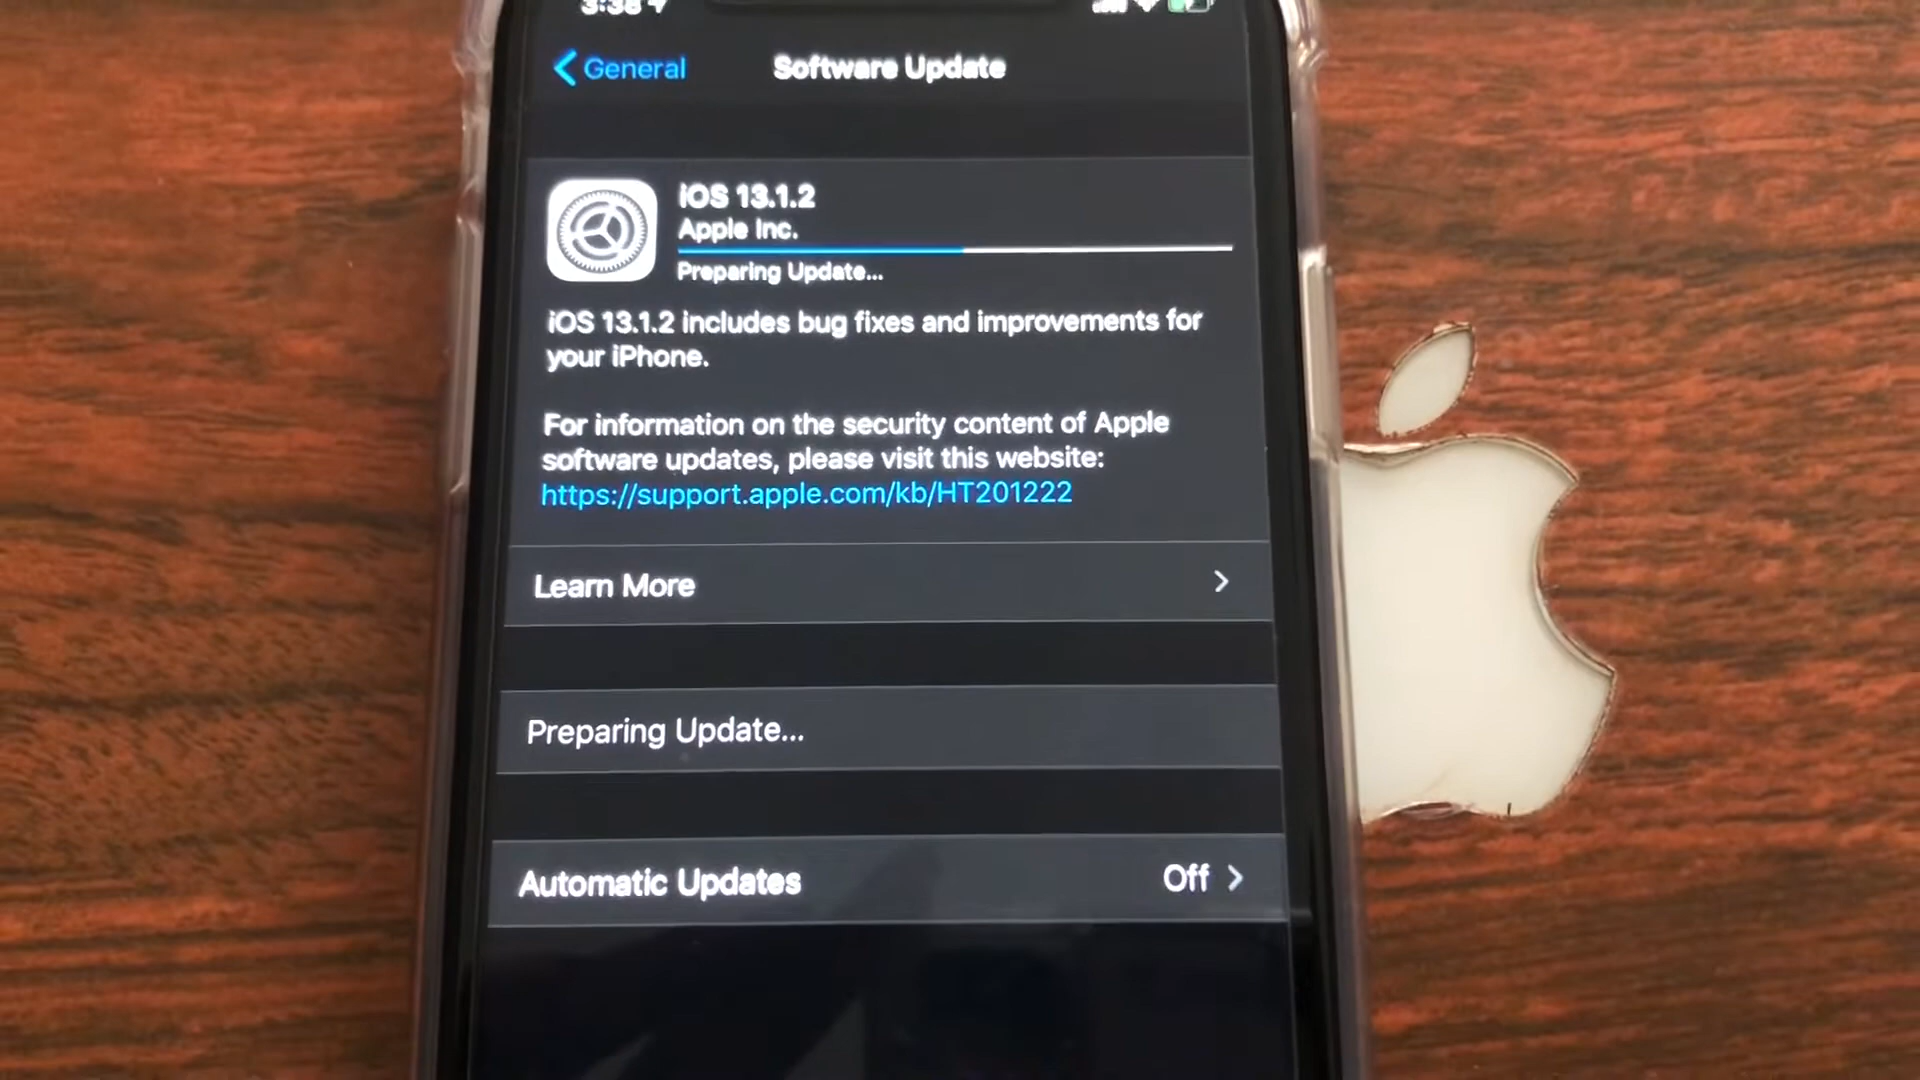 3:38
General
Software Update
iOS 13.1.2
Apple Inc.
Preparing Update...
iOS 13.1.2 includes bug fixes and improvements for
your iPhone.
For information on the security content of Apple
software updates, please visit this website:
https://support.apple.com/kb/HT201222
Learn More
Preparing Update...
Automatic Updates
Off